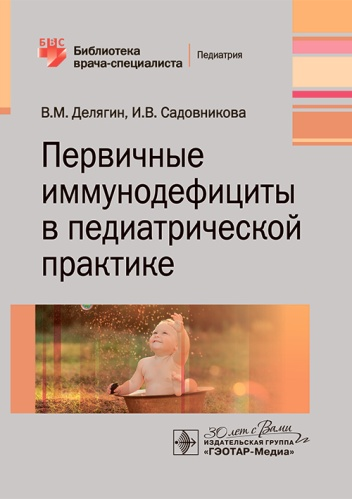 БВС
Библиотека
врача-специалиста
Педиатрия
В.М. Делягин, И.В. Садовникова
Первичные
иммунодефициты
в педиатрической
практике
30 лет с Вами
ИЗДАТЕЛЬСКАЯ ГРУППА
«ГЭОТАР-Медиа»